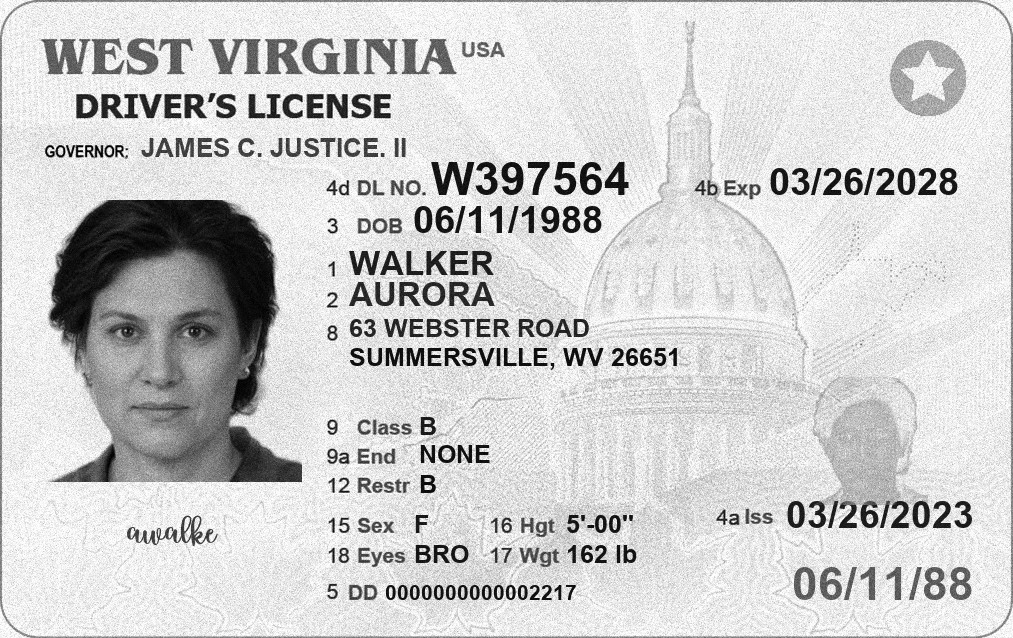 WEST VIRGINIA USA
DRIVER'S LICENSE
GOVERNOR: JAMES C. JUSTICE. II
4d DL NO. W397564 4b Exp 03/26/2028
3 DOB 06/11/1988
1 WALKER
2 AURORA
8 63 WEBSTER ROAD
SUMMERSVILLE, WV 26651
9 Class B
9a End NONE
12 Restr B
15 Sex F 16 Hgt 5'-00" 4a Iss 03/26/2023
18 Eyes BRO 17 Wgt 162 lb
5 DD 0000000000002217
06/11/88
awalke